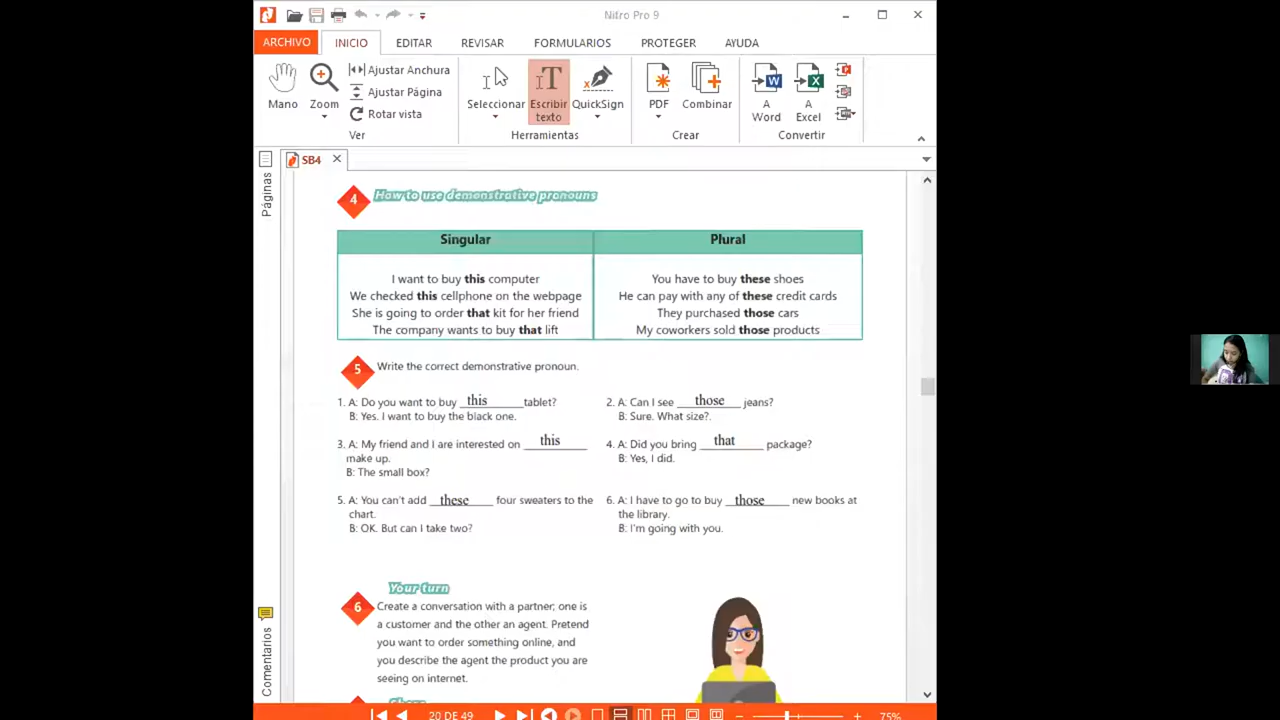 Nitro Pro 9
ARCHIVO INICIO EDITAR REVISAR FORMULARIOS PROTEGER AYUDA
Mano
Zoom
Ajustar Anchura
Ajustar Página
Rotar vista
Ver
Seleccionar
Escribir
texto
QuickSign
Herramientas
PDF
Combinar
Crear
A
Word
A
Excel
Convertir
SB4
Páginas
4 How to use demonstrative pronouns
Singular
I want to buy this computer
We checked this cellphone on the webpage
She is going to order that kit for her friend
The company wants to buy that lift
Plural
You have to buy these shoes
He can pay with any of these credit cards
They purchased those cars
My coworkers sold those products
5 Write the correct demonstrative pronoun.
1. A: Do you want to buy this tablet?
B: Yes. I want to buy the black one.
2. A: Can I see those jeans?
B: Sure. What size?.
3. A: My friend and I are interested on this
make up.
B: The small box?
4. A: Did you bring that package?
B: Yes, I did.
5. A: You can't add these four sweaters to the
chart.
B: OK. But can I take two?
6. A: I have to go to buy those new books at
the library.
B: I'm going with you.
Your turn
6 Create a conversation with a partner; one is
a customer and the other an agent. Pretend
you want to order something online, and
you describe the agent the product you are
seeing on internet.
Comentarios
20 DE 49
75%